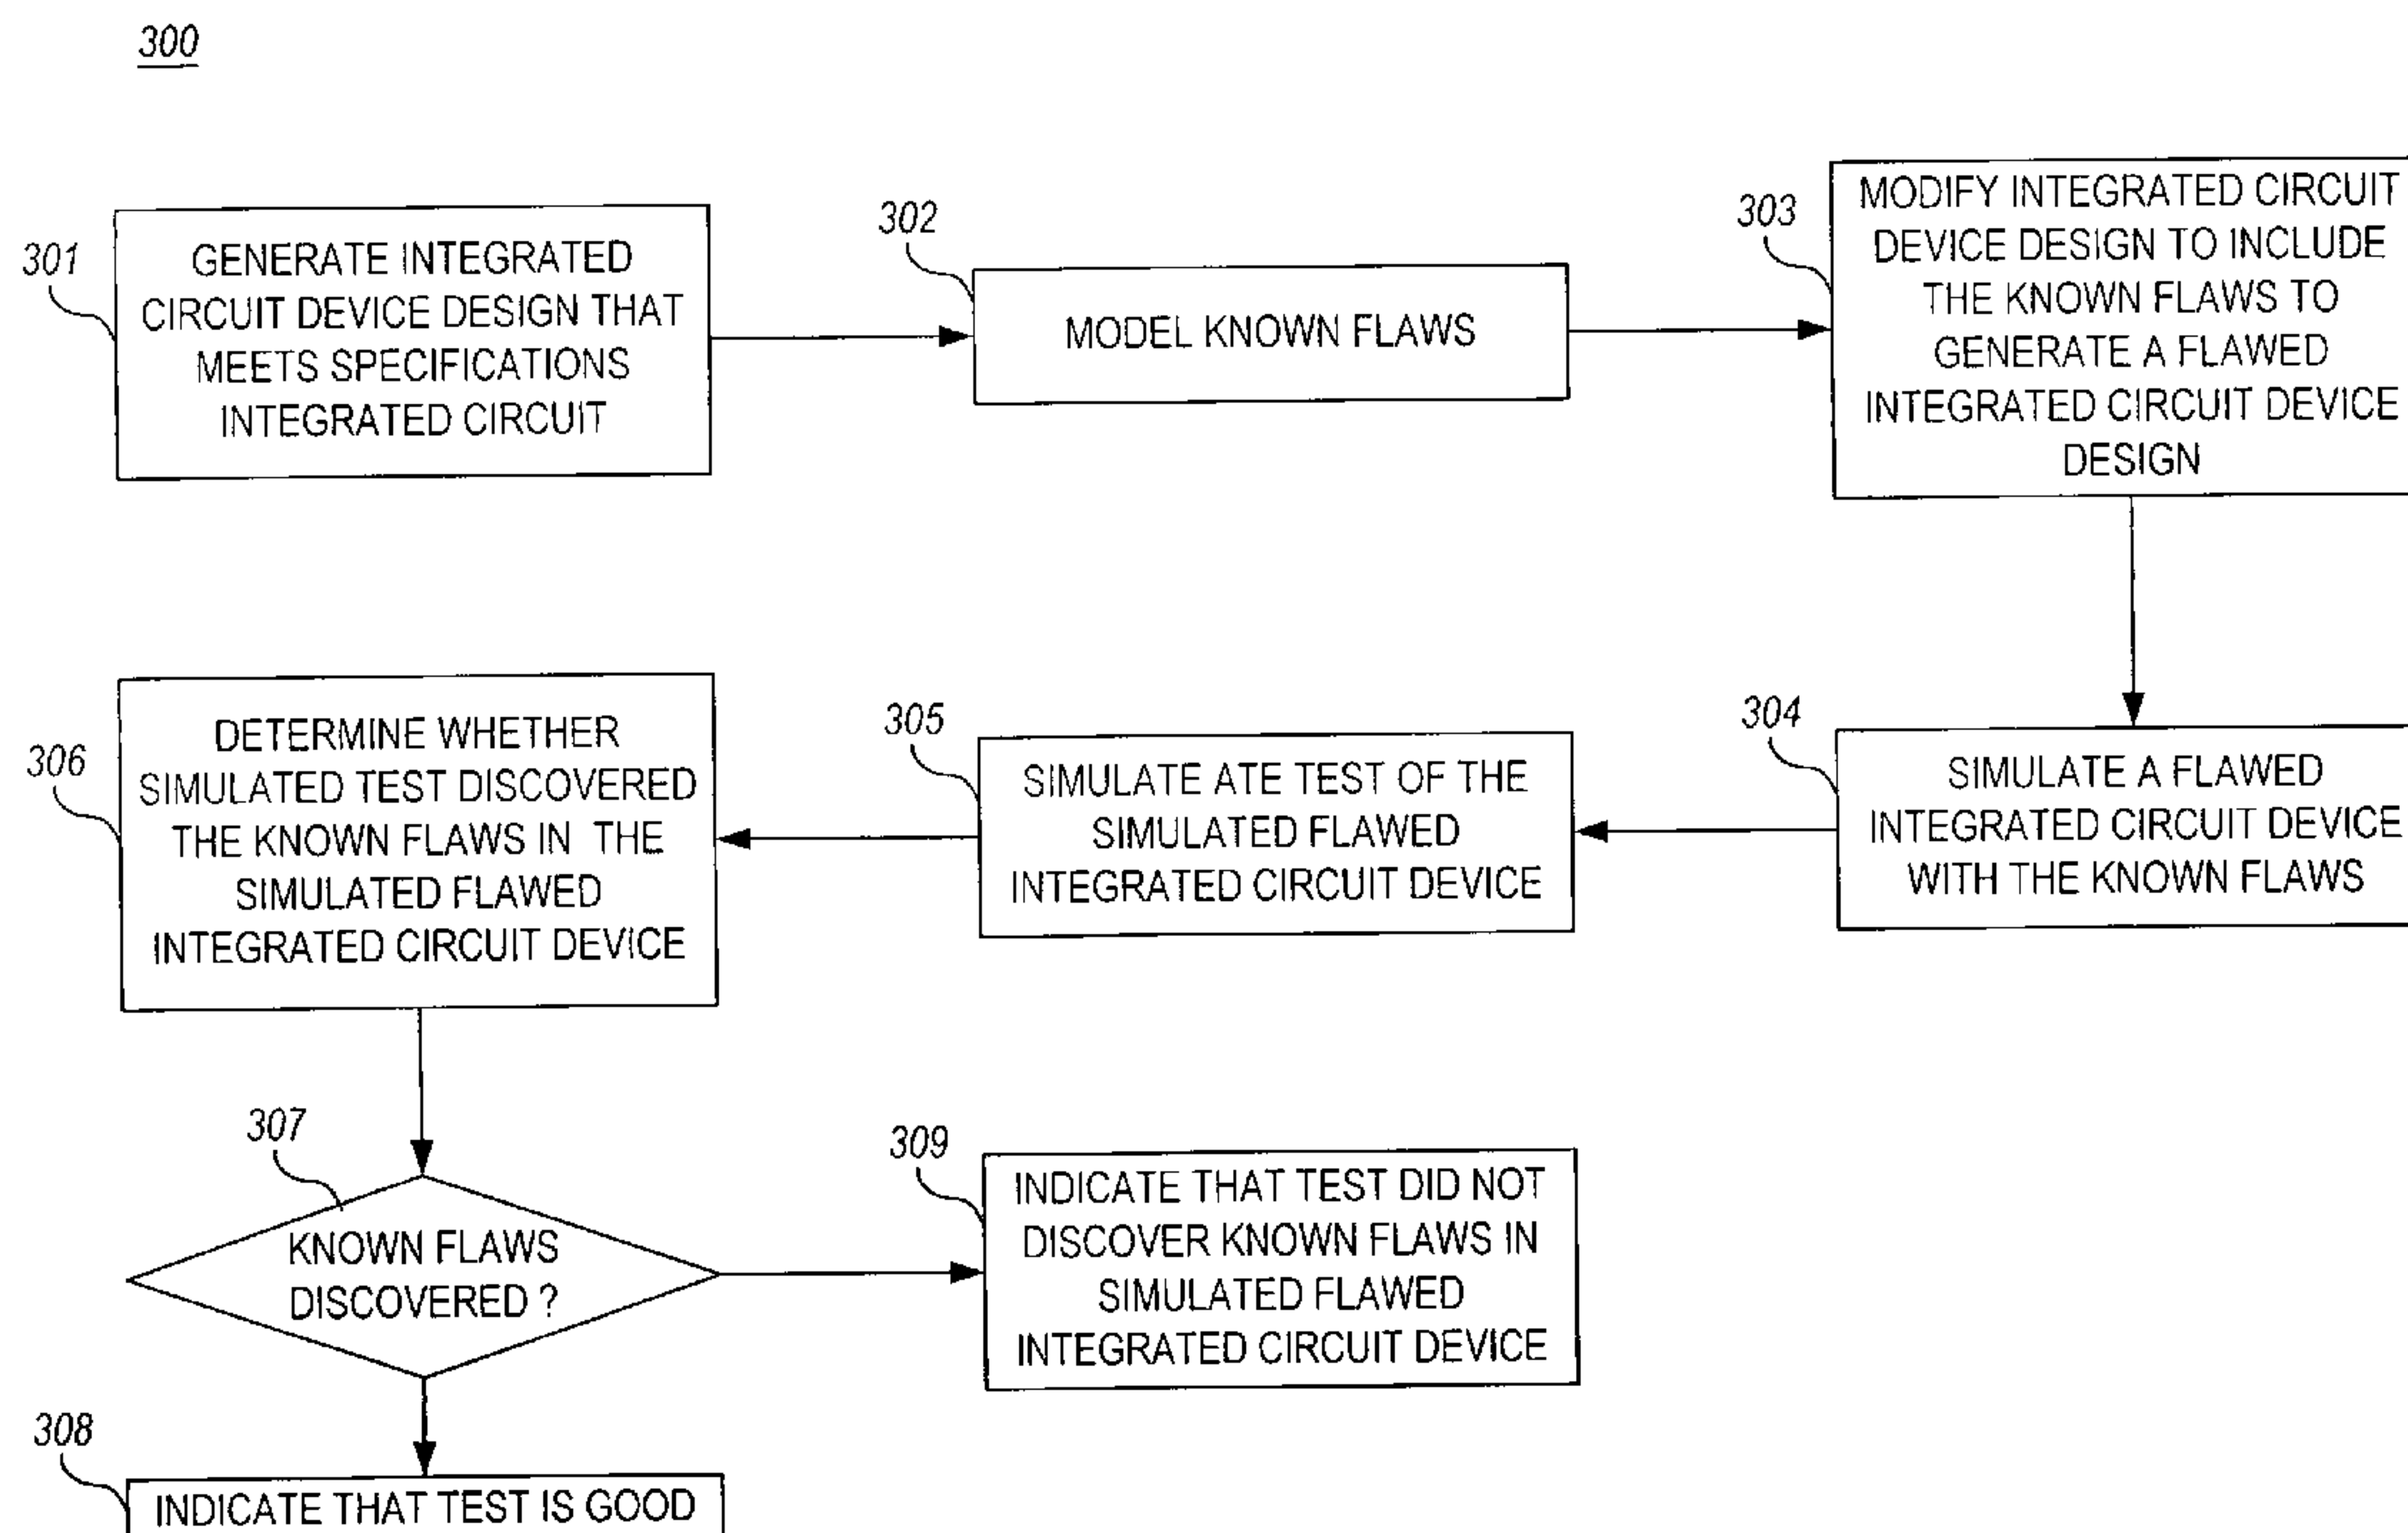 300
301
GENERATE INTEGRATED
CIRCUIT DEVICE DESIGN THAT
MEETS SPECIFICATIONS
INTEGRATED CIRCUIT
302
MODEL KNOWN FLAWS
303
MODIFY INTEGRATED CIRCUIT
DEVICE DESIGN TO INCLUDE
THE KNOWN FLAWS TO
GENERATE A FLAWED
INTEGRATED CIRCUIT DEVICE
DESIGN
304
SIMULATE A FLAWED
INTEGRATED CIRCUIT DEVICE
WITH THE KNOWN FLAWS
305
SIMULATE ATE TEST OF THE
SIMULATED FLAWED
INTEGRATED CIRCUIT DEVICE
306
DETERMINE WHETHER
SIMULATED TEST DISCOVERED
THE KNOWN FLAWS IN THE
SIMULATED FLAWED
INTEGRATED CIRCUIT DEVICE
307
KNOWN FLAWS
DISCOVERED ?
309
INDICATE THAT TEST DID NOT
DISCOVER KNOWN FLAWS IN
SIMULATED FLAWED
INTEGRATED CIRCUIT DEVICE
308
INDICATE THAT TEST IS GOOD